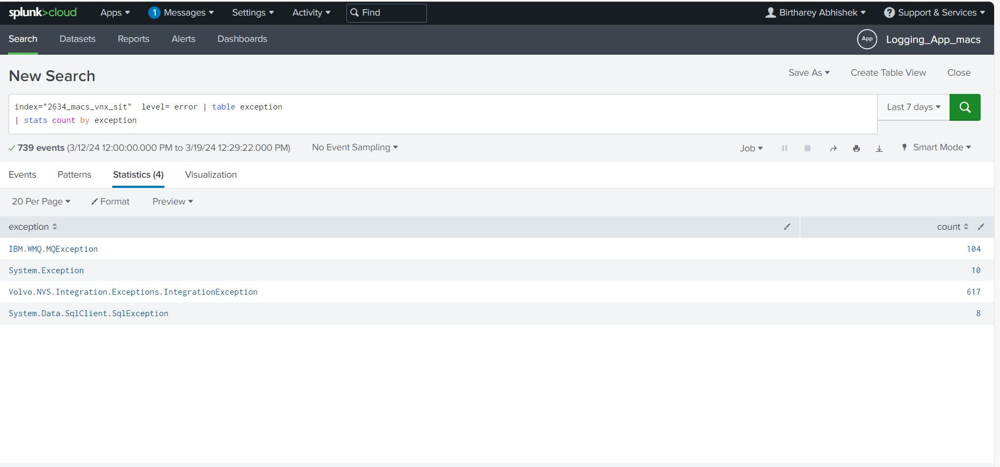 splunk>cloud Apps 1 Messages Settings Activity Find Birtharey Abhishek ? Support & Services
Search Datasets Reports Alerts Dashboards App Logging_App_macs
New Search Save As Create Table View Close
index="2634_macs_vnx_sit"  level= error | table exception
| stats count by exception
Last 7 days
739 events (3/12/24 12:00:00.000 PM to 3/19/24 12:29:22.000 PM) No Event Sampling Job Smart Mode
Events Patterns Statistics (4) Visualization
20 Per Page Format Preview
exception count
IBM.WMQ.MQException 104
System.Exception 10
Volvo.NVS.Integration.Exceptions.IntegrationException 617
System.Data.SqlClient.SqlException 8